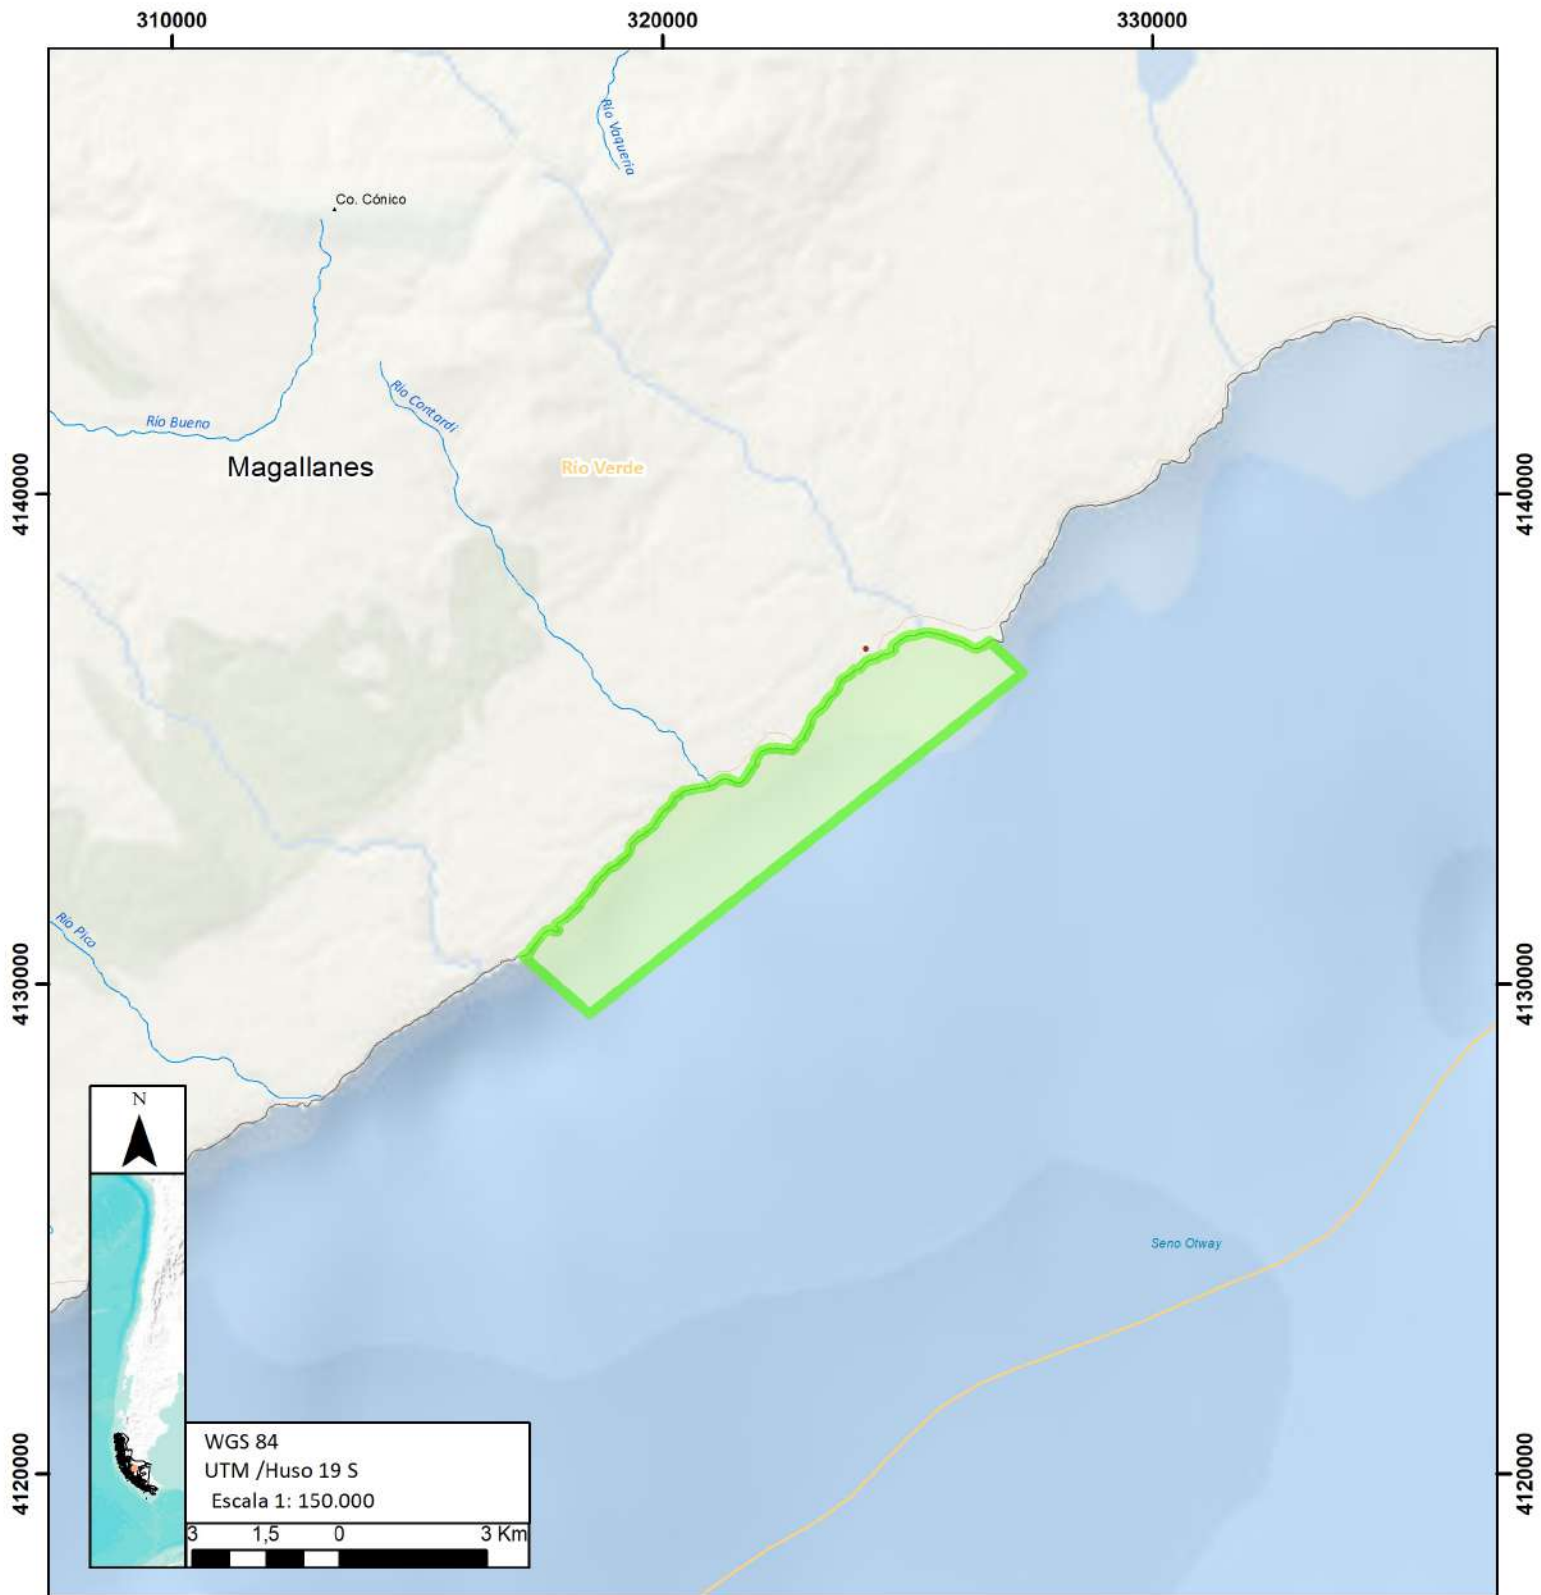 310000
320000
330000
Río Vaqueria
Co. Cónico
Río Contardi
Río Bueno
Magallanes
Río Verde
4140000
4140000
Río Pico
4130000
4130000
N
Seno Otway
WGS 84
UTM /Huso 19 S
Escala 1: 150.000
4120000
4120000
3 1,5 0 3 Km